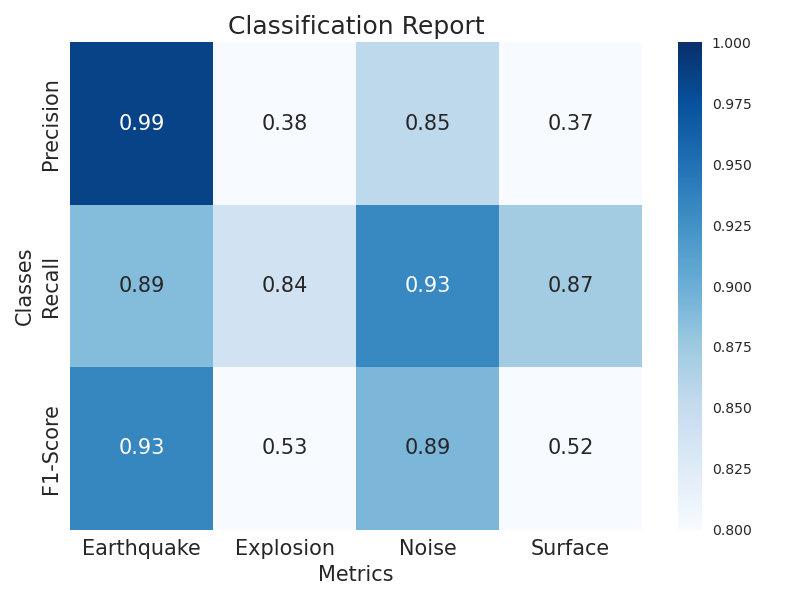 Classification Report
Classes
Precision
0.99 0.38 0.85 0.37
Recall
0.89 0.84 0.93 0.87
F1-Score
0.93 0.53 0.89 0.52
Earthquake Explosion Noise Surface
Metrics
1.000
0.975
0.950
0.925
0.900
0.875
0.850
0.825
0.800